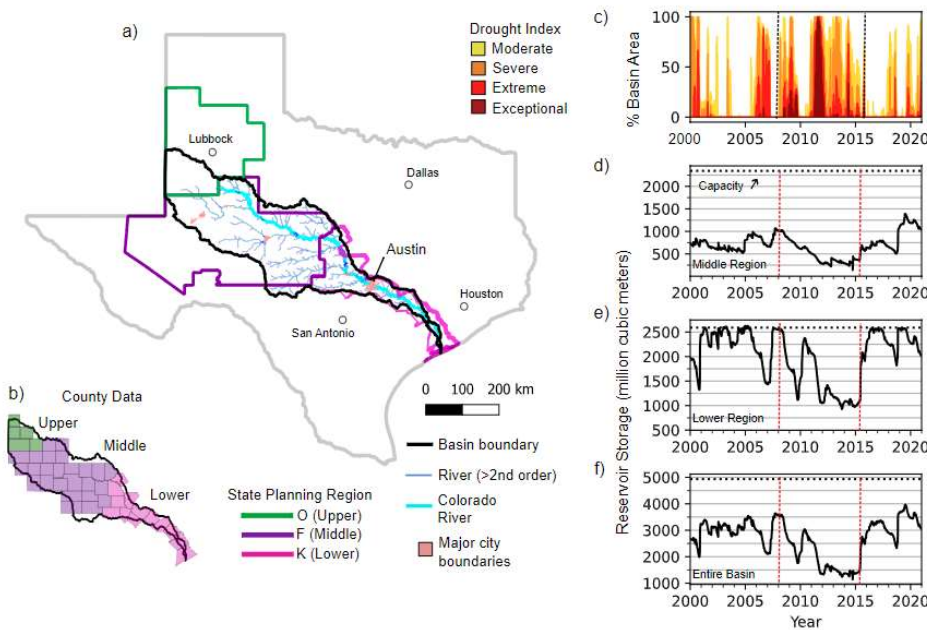 a)
Drought Index
Moderate
Severe
Extreme
Exceptional
Lubbock
Dallas
Austin
Houston
San Antonio
0 100 200 km
b)
County Data
Upper
Middle
Lower
State Planning Region
O (Upper)
F (Middle)
K (Lower)
Basin boundary
River (>2nd order)
Colorado
River
Major city
boundaries
c)
% Basin Area
100
50
0
2000 2005 2010 2015 2020
d)
Reservoir Storage (million cubic meters)
Capacity
2000
1500
1000
500
Middle Region
2000 2005 2010 2015 2020
e)
2500
2000
1500
1000
500
Lower Region
2000 2005 2010 2015 2020
f)
5000
4000
3000
2000
1000
Entire Basin
2000 2005 2010 2015 2020
Year